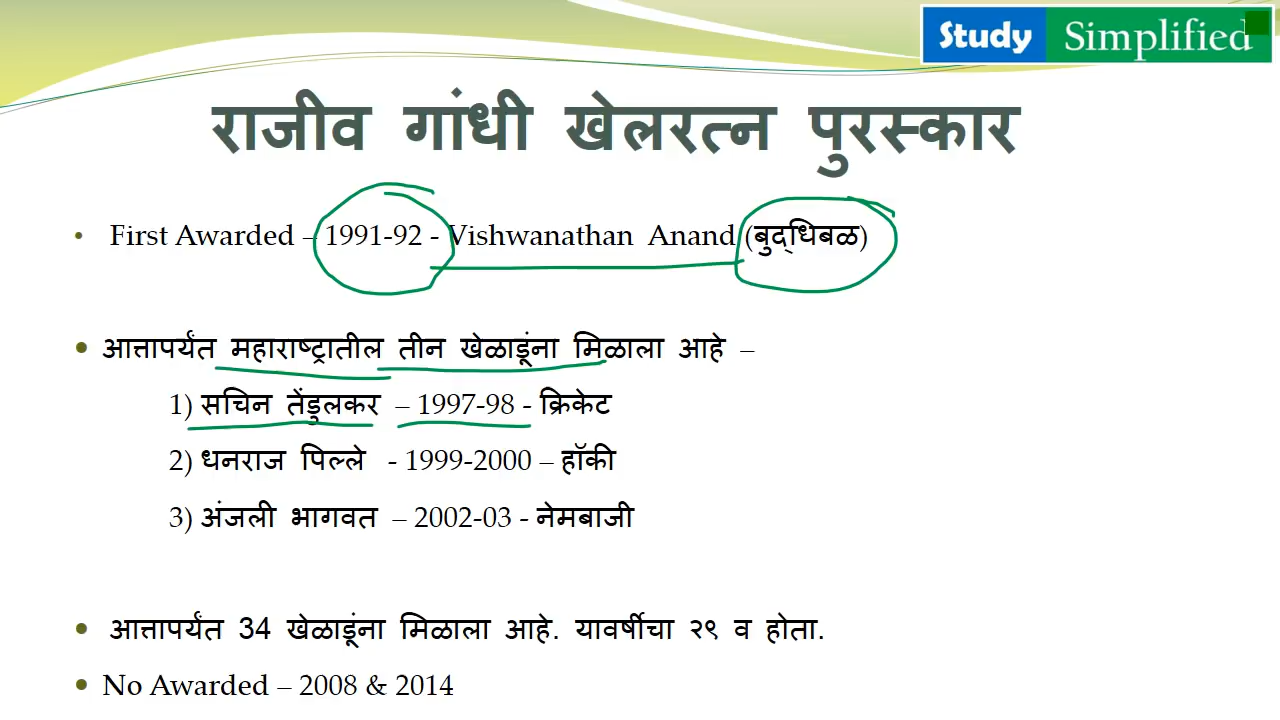 Study Simplified
राजीव गांधी खेलरत्न पुरस्कार
• First Awarded – 1991-92 - Vishwanathan Anand (बुद्धिबळ)
• आत्तापर्यंत महाराष्ट्रातील तीन खेळाडूंना मिळाला आहे –
1) सचिन तेंडुलकर – 1997-98 - क्रिकेट
2) धनराज पिल्ले - 1999-2000 – हॉकी
3) अंजली भागवत – 2002-03 - नेमबाजी
• आत्तापर्यंत 34 खेळाडूंना मिळाला आहे. यावर्षीचा २९ व होता.
• No Awarded – 2008 & 2014